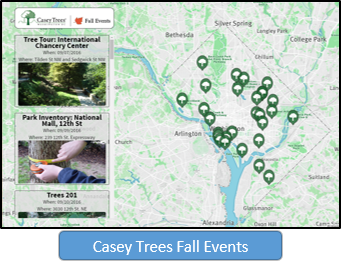 Casey Trees
Fall Events
Tree Tour: International
Chancery Center
When: 09/07/2016
Where: Tilden St NW and Sedgwick St NW
Park Inventory: National
Mall, 12th St
When: 09/09/2016
Where: 12th St. Expressway
Trees 201
When: 09/10/2016
Where: 3030 12th St. NE
Silver Spring
Bethesda
Langley Park
College Park
Chillum
Arlington
Church
Suitland
Glassmanor
Alexandria
Casey Trees Fall Events